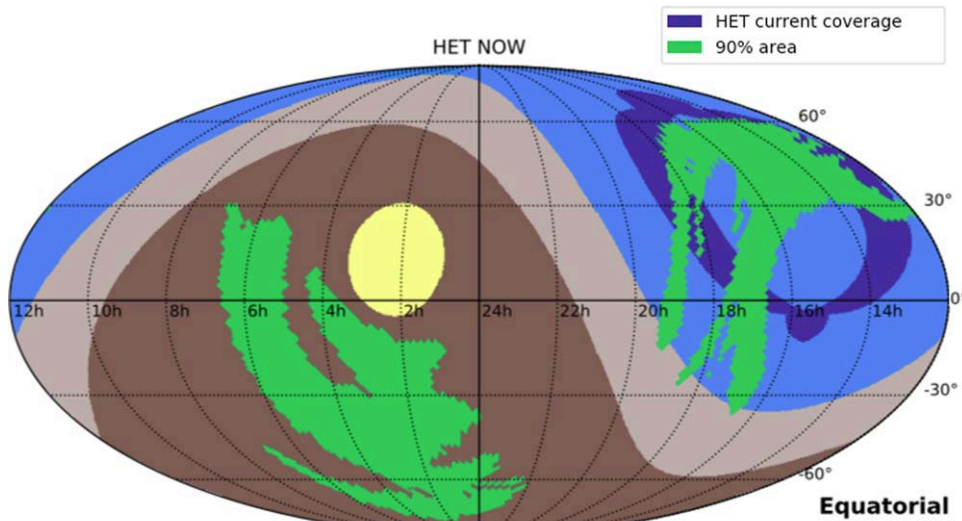 HET current coverage
90% area
HET NOW
60°
30°
12h 10h 8h 6h 4h 2h 24h 22h 20h 18h 16h 14h 0°
-30°
-60°
Equatorial